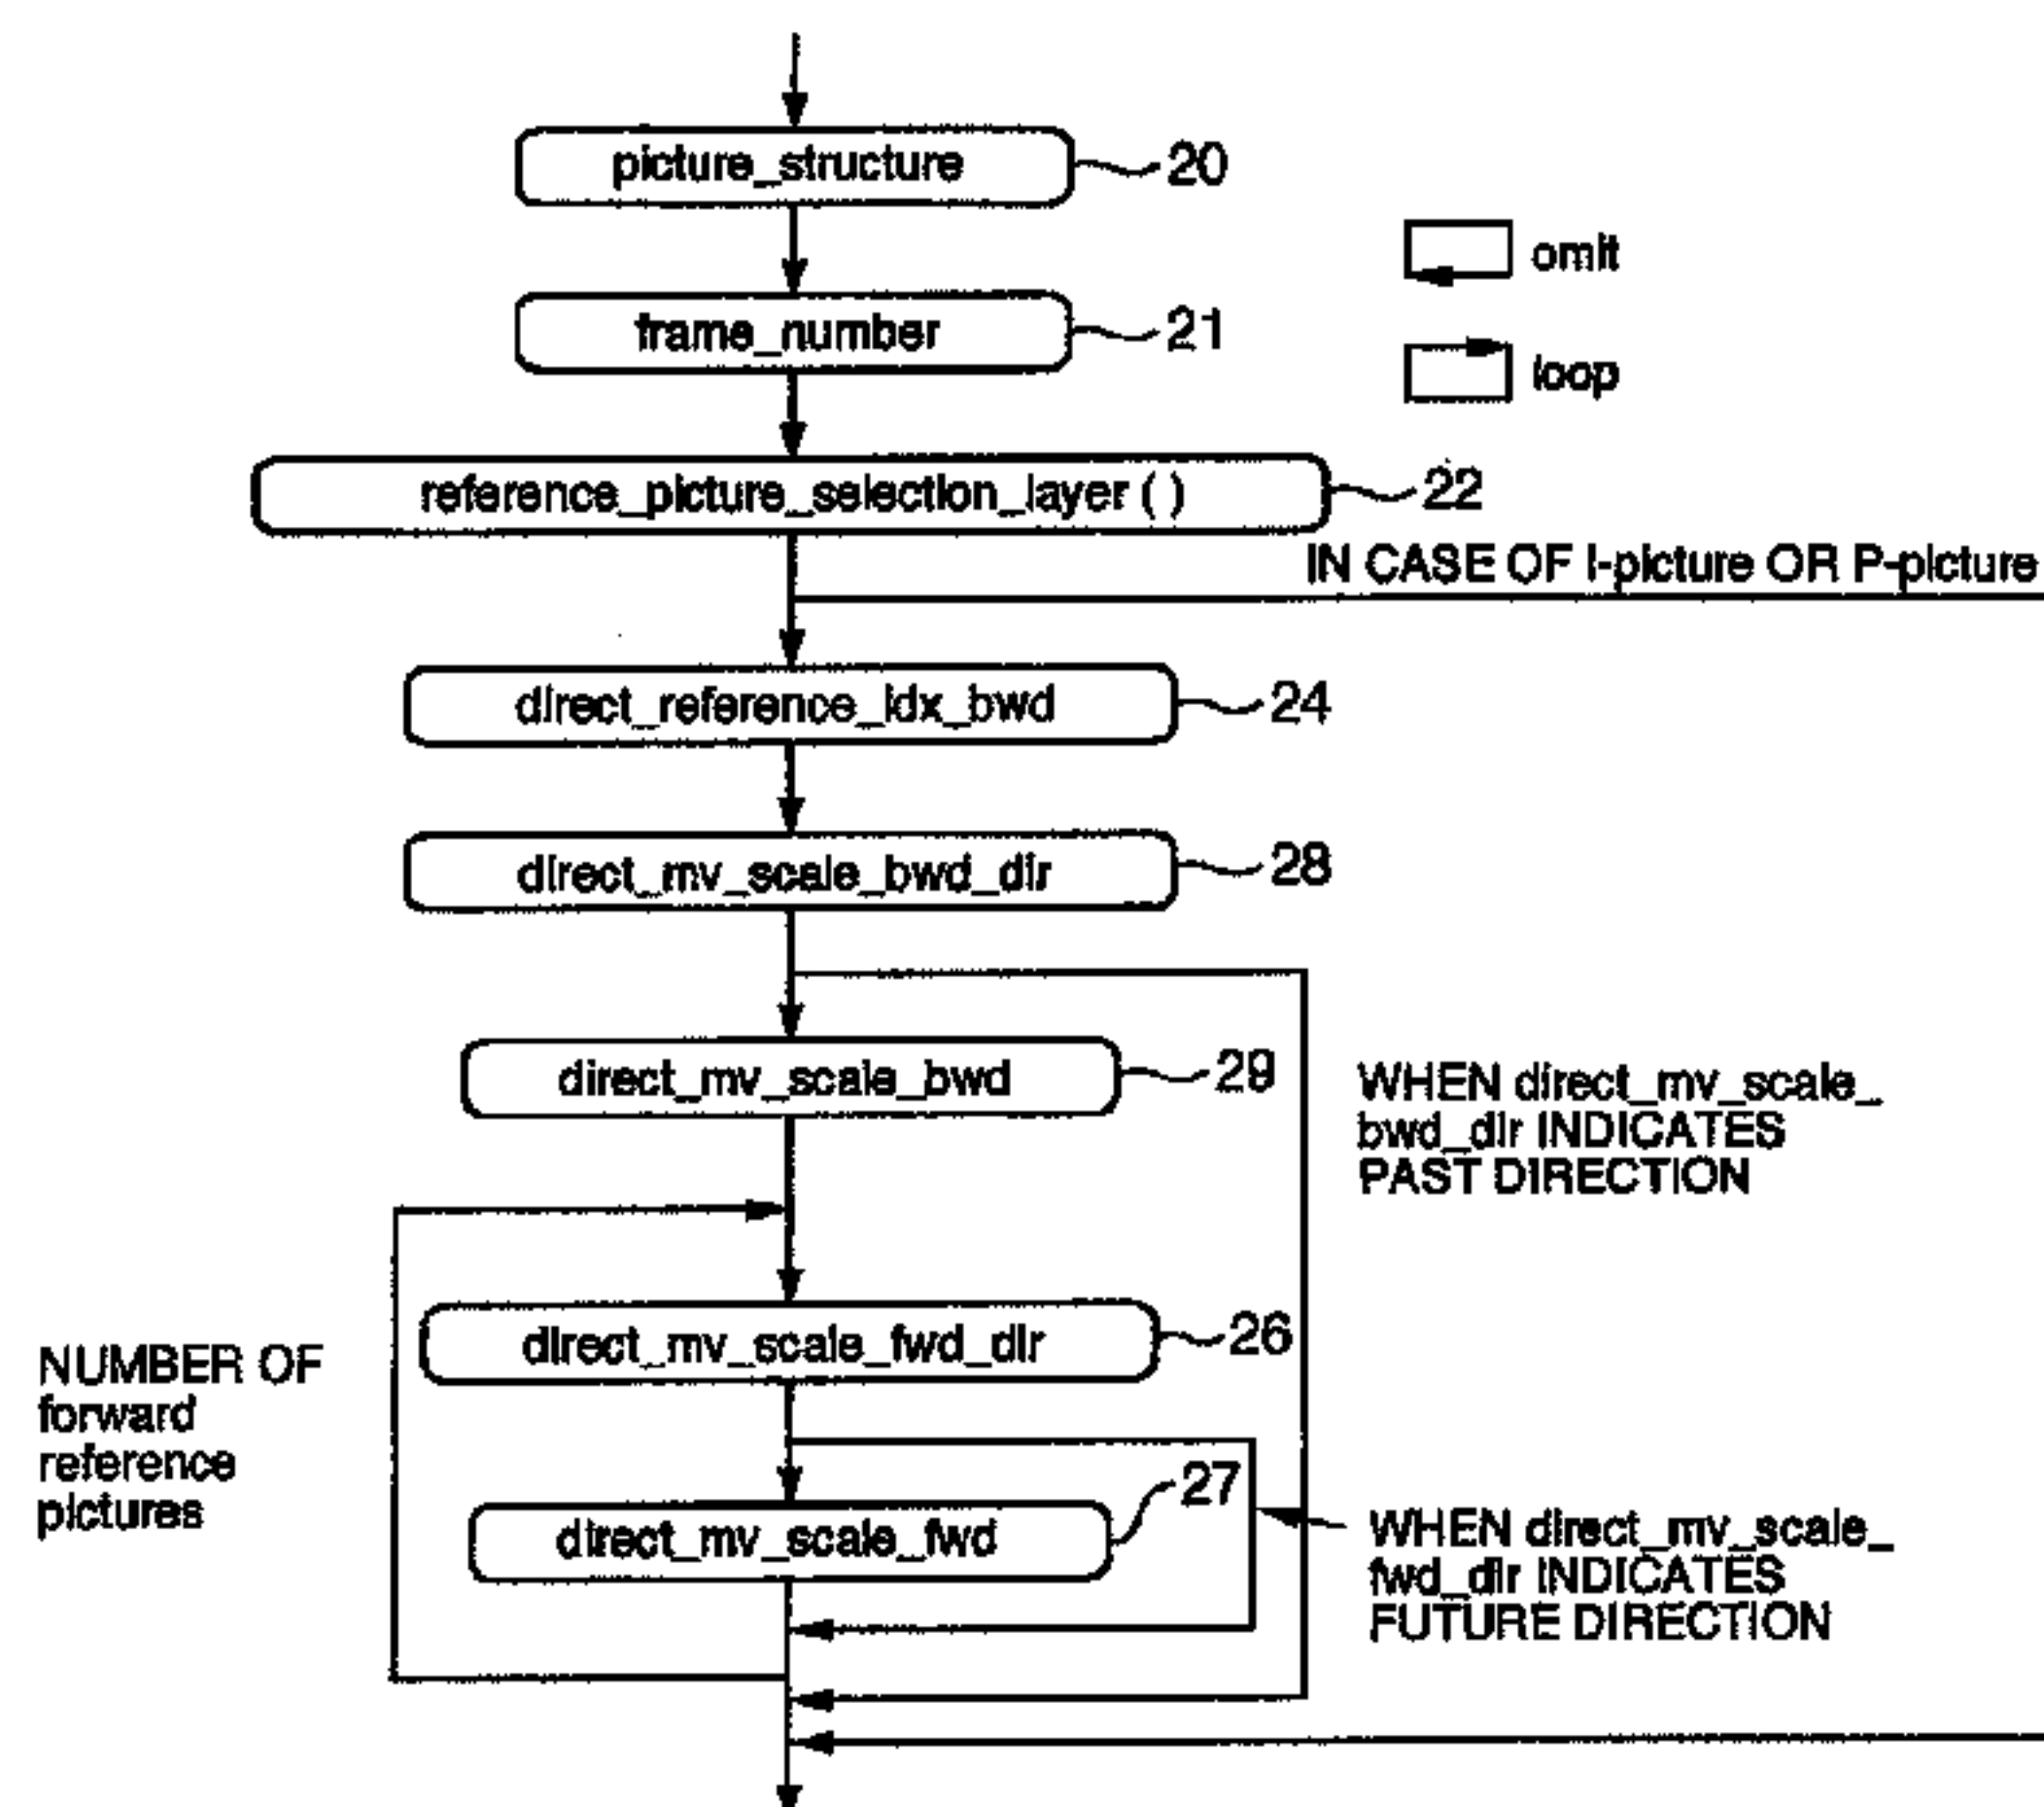 picture_structure
20
frame_number
21
omit
loop
reference_picture_selection_layer ( )
22
IN CASE OF I-picture OR P-picture
direct_reference_idx_bwd
24
direct_mv_scale_bwd_dir
28
direct_mv_scale_bwd
29
WHEN direct_mv_scale_
bwd_dir INDICATES
PAST DIRECTION
direct_mv_scale_fwd_dir
26
NUMBER OF
forward
reference
pictures
direct_mv_scale_fwd
27
WHEN direct_mv_scale_
fwd_dir INDICATES
FUTURE DIRECTION